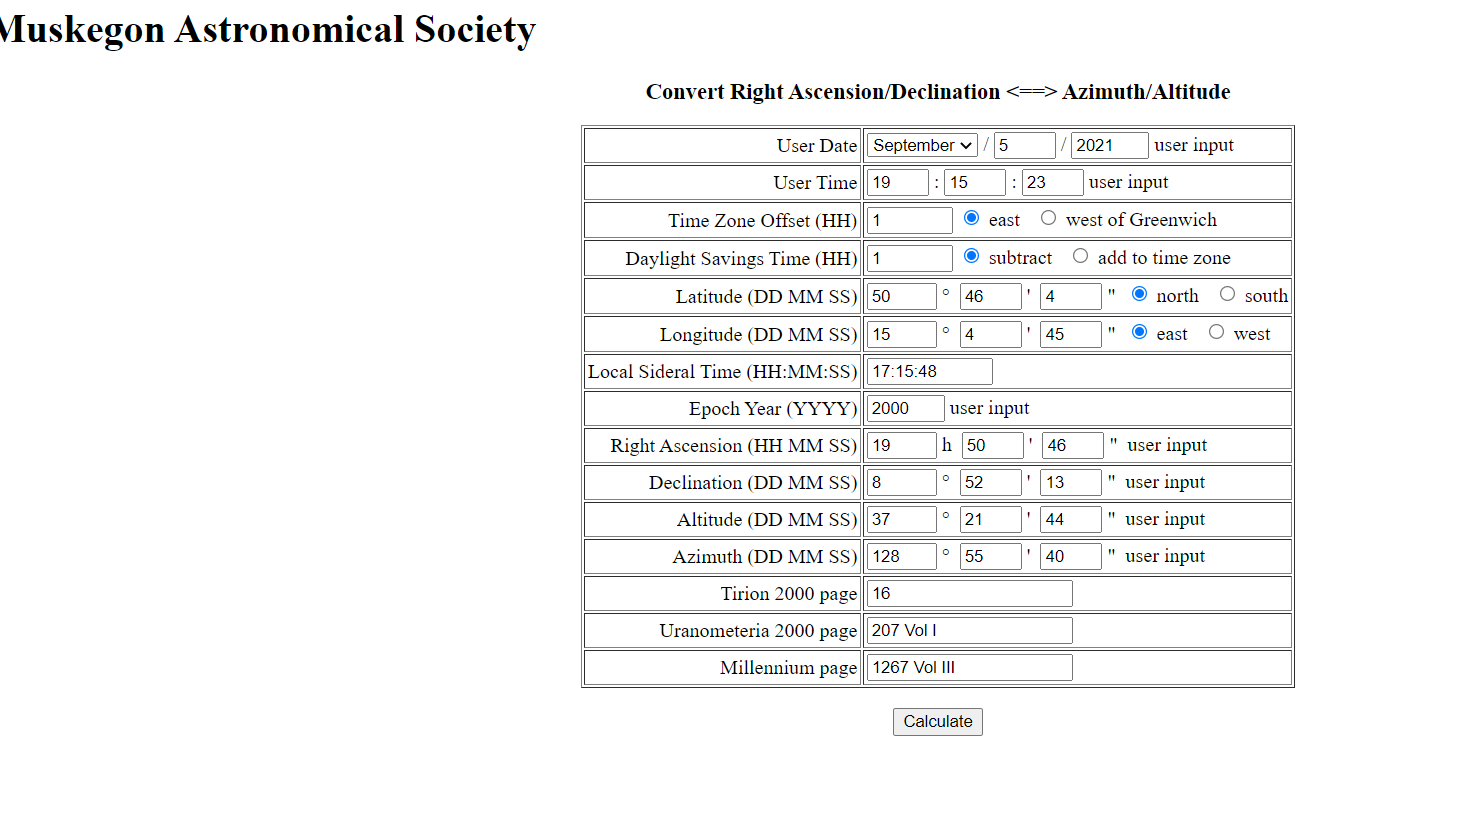 Muskegon Astronomical Society
Convert Right Ascension/Declination <==> Azimuth/Altitude
User Date September / 5 / 2021 user input
User Time 19 : 15 : 23 user input
Time Zone Offset (HH) 1 east west of Greenwich
Daylight Savings Time (HH) 1 subtract add to time zone
Latitude (DD MM SS) 50 ° 46 ' 4 " north south
Longitude (DD MM SS) 15 ° 4 ' 45 " east west
Local Sideral Time (HH:MM:SS) 17:15:48
Epoch Year (YYYY) 2000 user input
Right Ascension (HH MM SS) 19 h 50 ' 46 " user input
Declination (DD MM SS) 8 ° 52 ' 13 " user input
Altitude (DD MM SS) 37 ° 21 ' 44 " user input
Azimuth (DD MM SS) 128 ° 55 ' 40 " user input
Tirion 2000 page 16
Uranometeria 2000 page 207 Vol I
Millennium page 1267 Vol III
Calculate